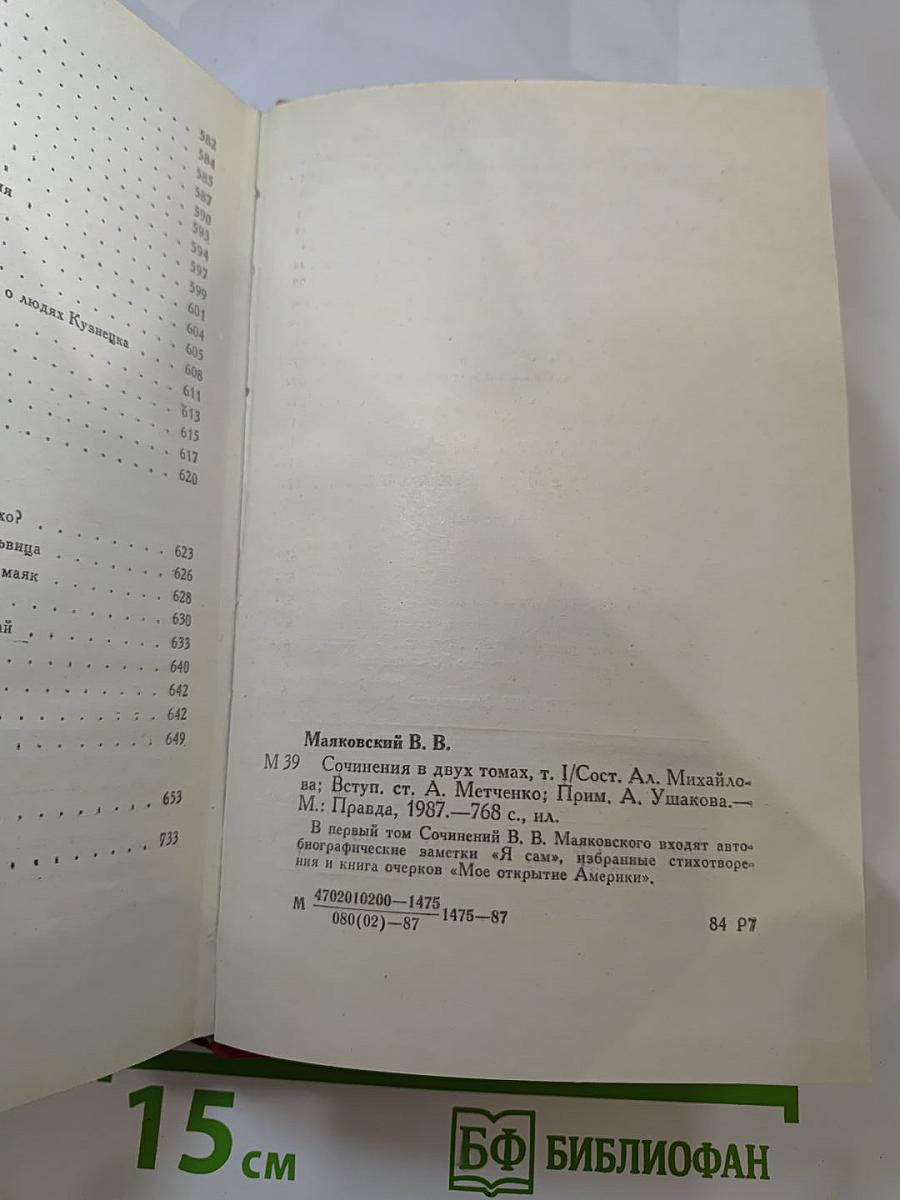 582
584
585
587
590
593
594
597
599
601
604
о людях Кузнецка 605
608
611
613
615
617
620
хо? 623
ьвица 626
маяк 628
630
ай 633
640
642
642
649
653
733
Маяковский В. В.
М 39 Сочинения в двух томах, т. I/Сост. Ал. Михайло-
ва; Вступ. ст. А. Метченко; Прим. А. Ушакова.—
М.: Правда, 1987.—768 с., ил.
В первый том Сочинений В. В. Маяковского входят авто-
биографические заметки «Я сам», избранные стихотворе-
ния и книга очерков «Мое открытие Америки».
М 4702010200—1475
080(02)—87 1475—87
84 Р7
15 см
БФ БИБЛИОФАН